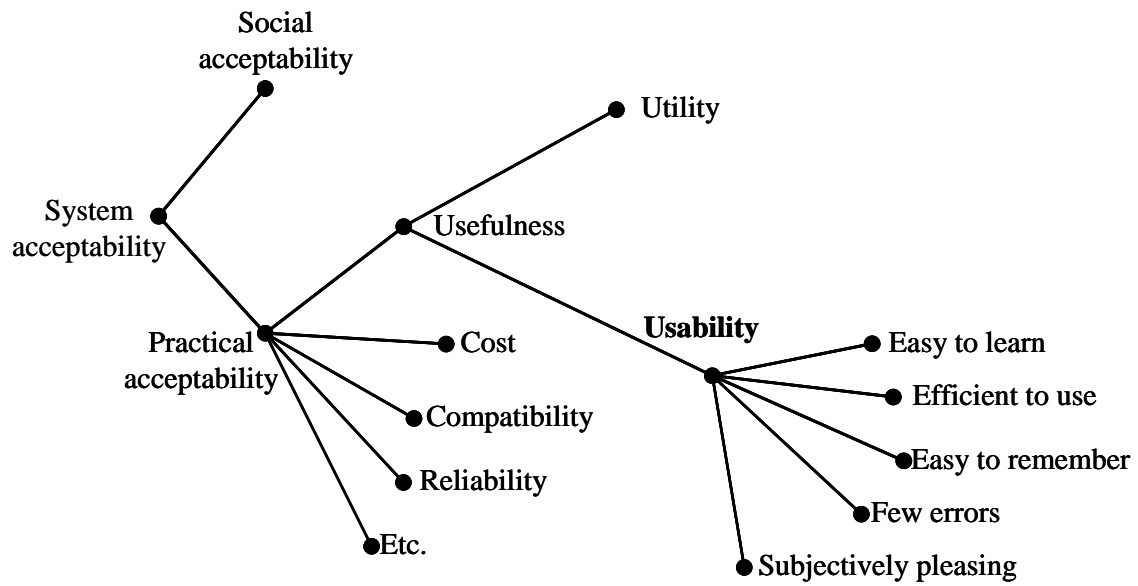 Social
acceptability
Utility
System
acceptability
Usefulness
Practical
acceptability
Cost
Usability
Easy to learn
Efficient to use
Compatibility
Easy to remember
Reliability
Few errors
Etc.
Subjectively pleasing